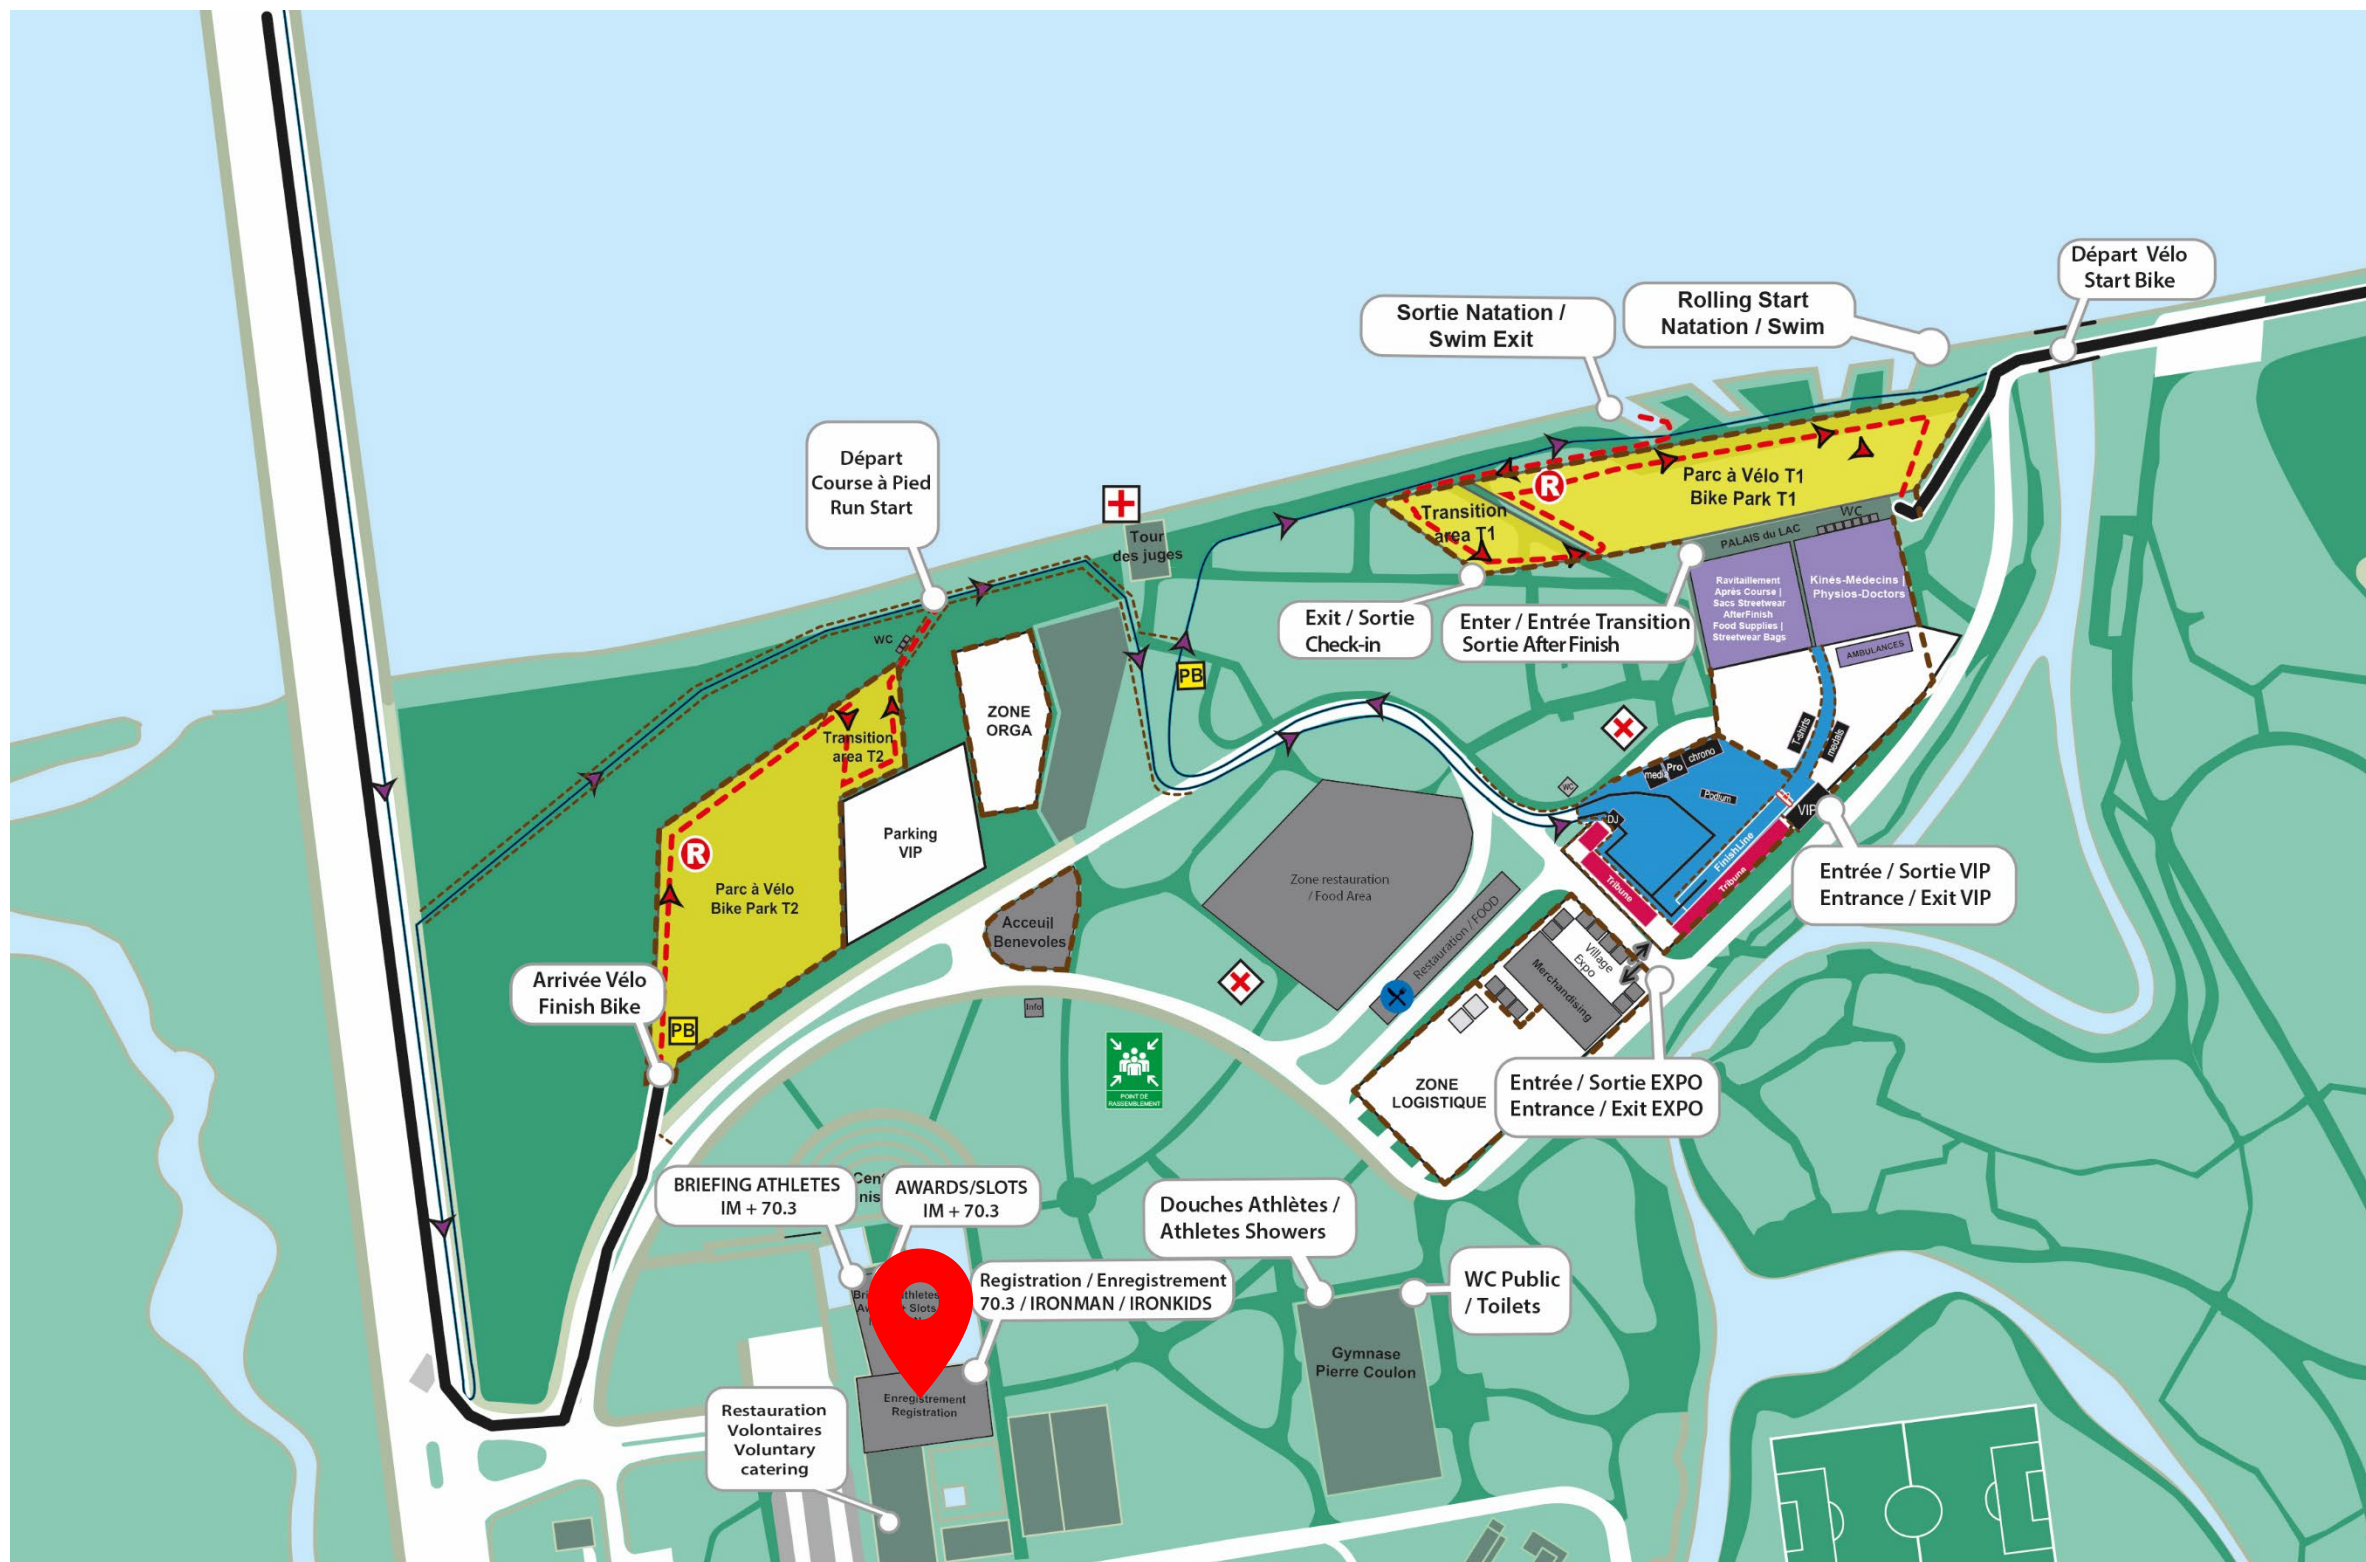 Départ Vélo
Start Bike
Rolling Start
Natation / Swim
Sortie Natation /
Swim Exit
Départ
Course à Pied
Run Start
Tour
des juges
R
Parc à Vélo T1
Bike Park T1
Transition
area T1
WC
PALAIS du LAC
Ravitaillement
Après Course |
Sacs Streetwear
AfterFinish
Food Supplies |
Streetwear Bags
Kinés-Médecins |
Physios-Doctors
AMBULANCES
Exit / Sortie
Check-in
Enter / Entrée Transition
Sortie After Finish
WC
PB
ZONE
ORGA
Transition
area T2
Parking
VIP
R
Parc à Vélo
Bike Park T2
PB
Arrivée Vélo
Finish Bike
T-shirts
medals
media
Pro
chrono
Podium
WC
DJ
VIP
FinishLine
Tribune
Tribune
Entrée / Sortie VIP
Entrance / Exit VIP
Zone restauration
/ Food Area
Restauration / FOOD
Acceuil
Benevoles
Info
Village
Expo
Merchandising
POINT DE
RASSEMBLEMENT
ZONE
LOGISTIQUE
Entrée / Sortie EXPO
Entrance / Exit EXPO
BRIEFING ATHLETES
IM + 70.3
AWARDS/SLOTS
IM + 70.3
Douches Athlètes /
Athletes Showers
WC Public
/ Toilets
Registration / Enregistrement
70.3 / IRONMAN / IRONKIDS
Slots
Gymnase
Pierre Coulon
Enregistrement
Registration
Restauration
Volontaires
Voluntary
catering